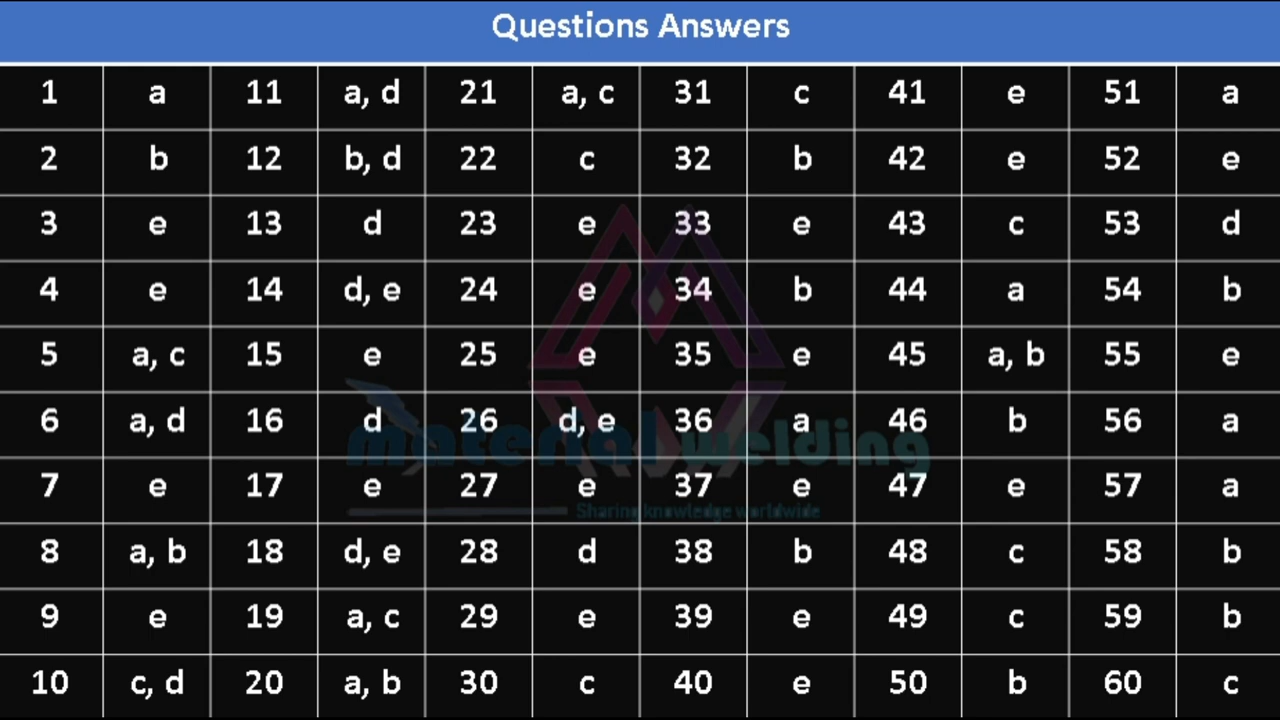 Questions Answers
1 a 11 a, d 21 a, c 31 c 41 e 51 a
2 b 12 b, d 22 c 32 b 42 e 52 e
3 e 13 d 23 e 33 e 43 c 53 d
4 e 14 d, e 24 e 34 b 44 a 54 b
5 a, c 15 e 25 e 35 e 45 a, b 55 e
6 a, d 16 d 26 d, e 36 a 46 b 56 a
material welding
7 e 17 e 27 e 37 e 47 e 57 a
Sharing knowledge worldwide
8 a, b 18 d, e 28 d 38 b 48 c 58 b
9 e 19 a, c 29 e 39 e 49 c 59 b
10 c, d 20 a, b 30 c 40 e 50 b 60 c